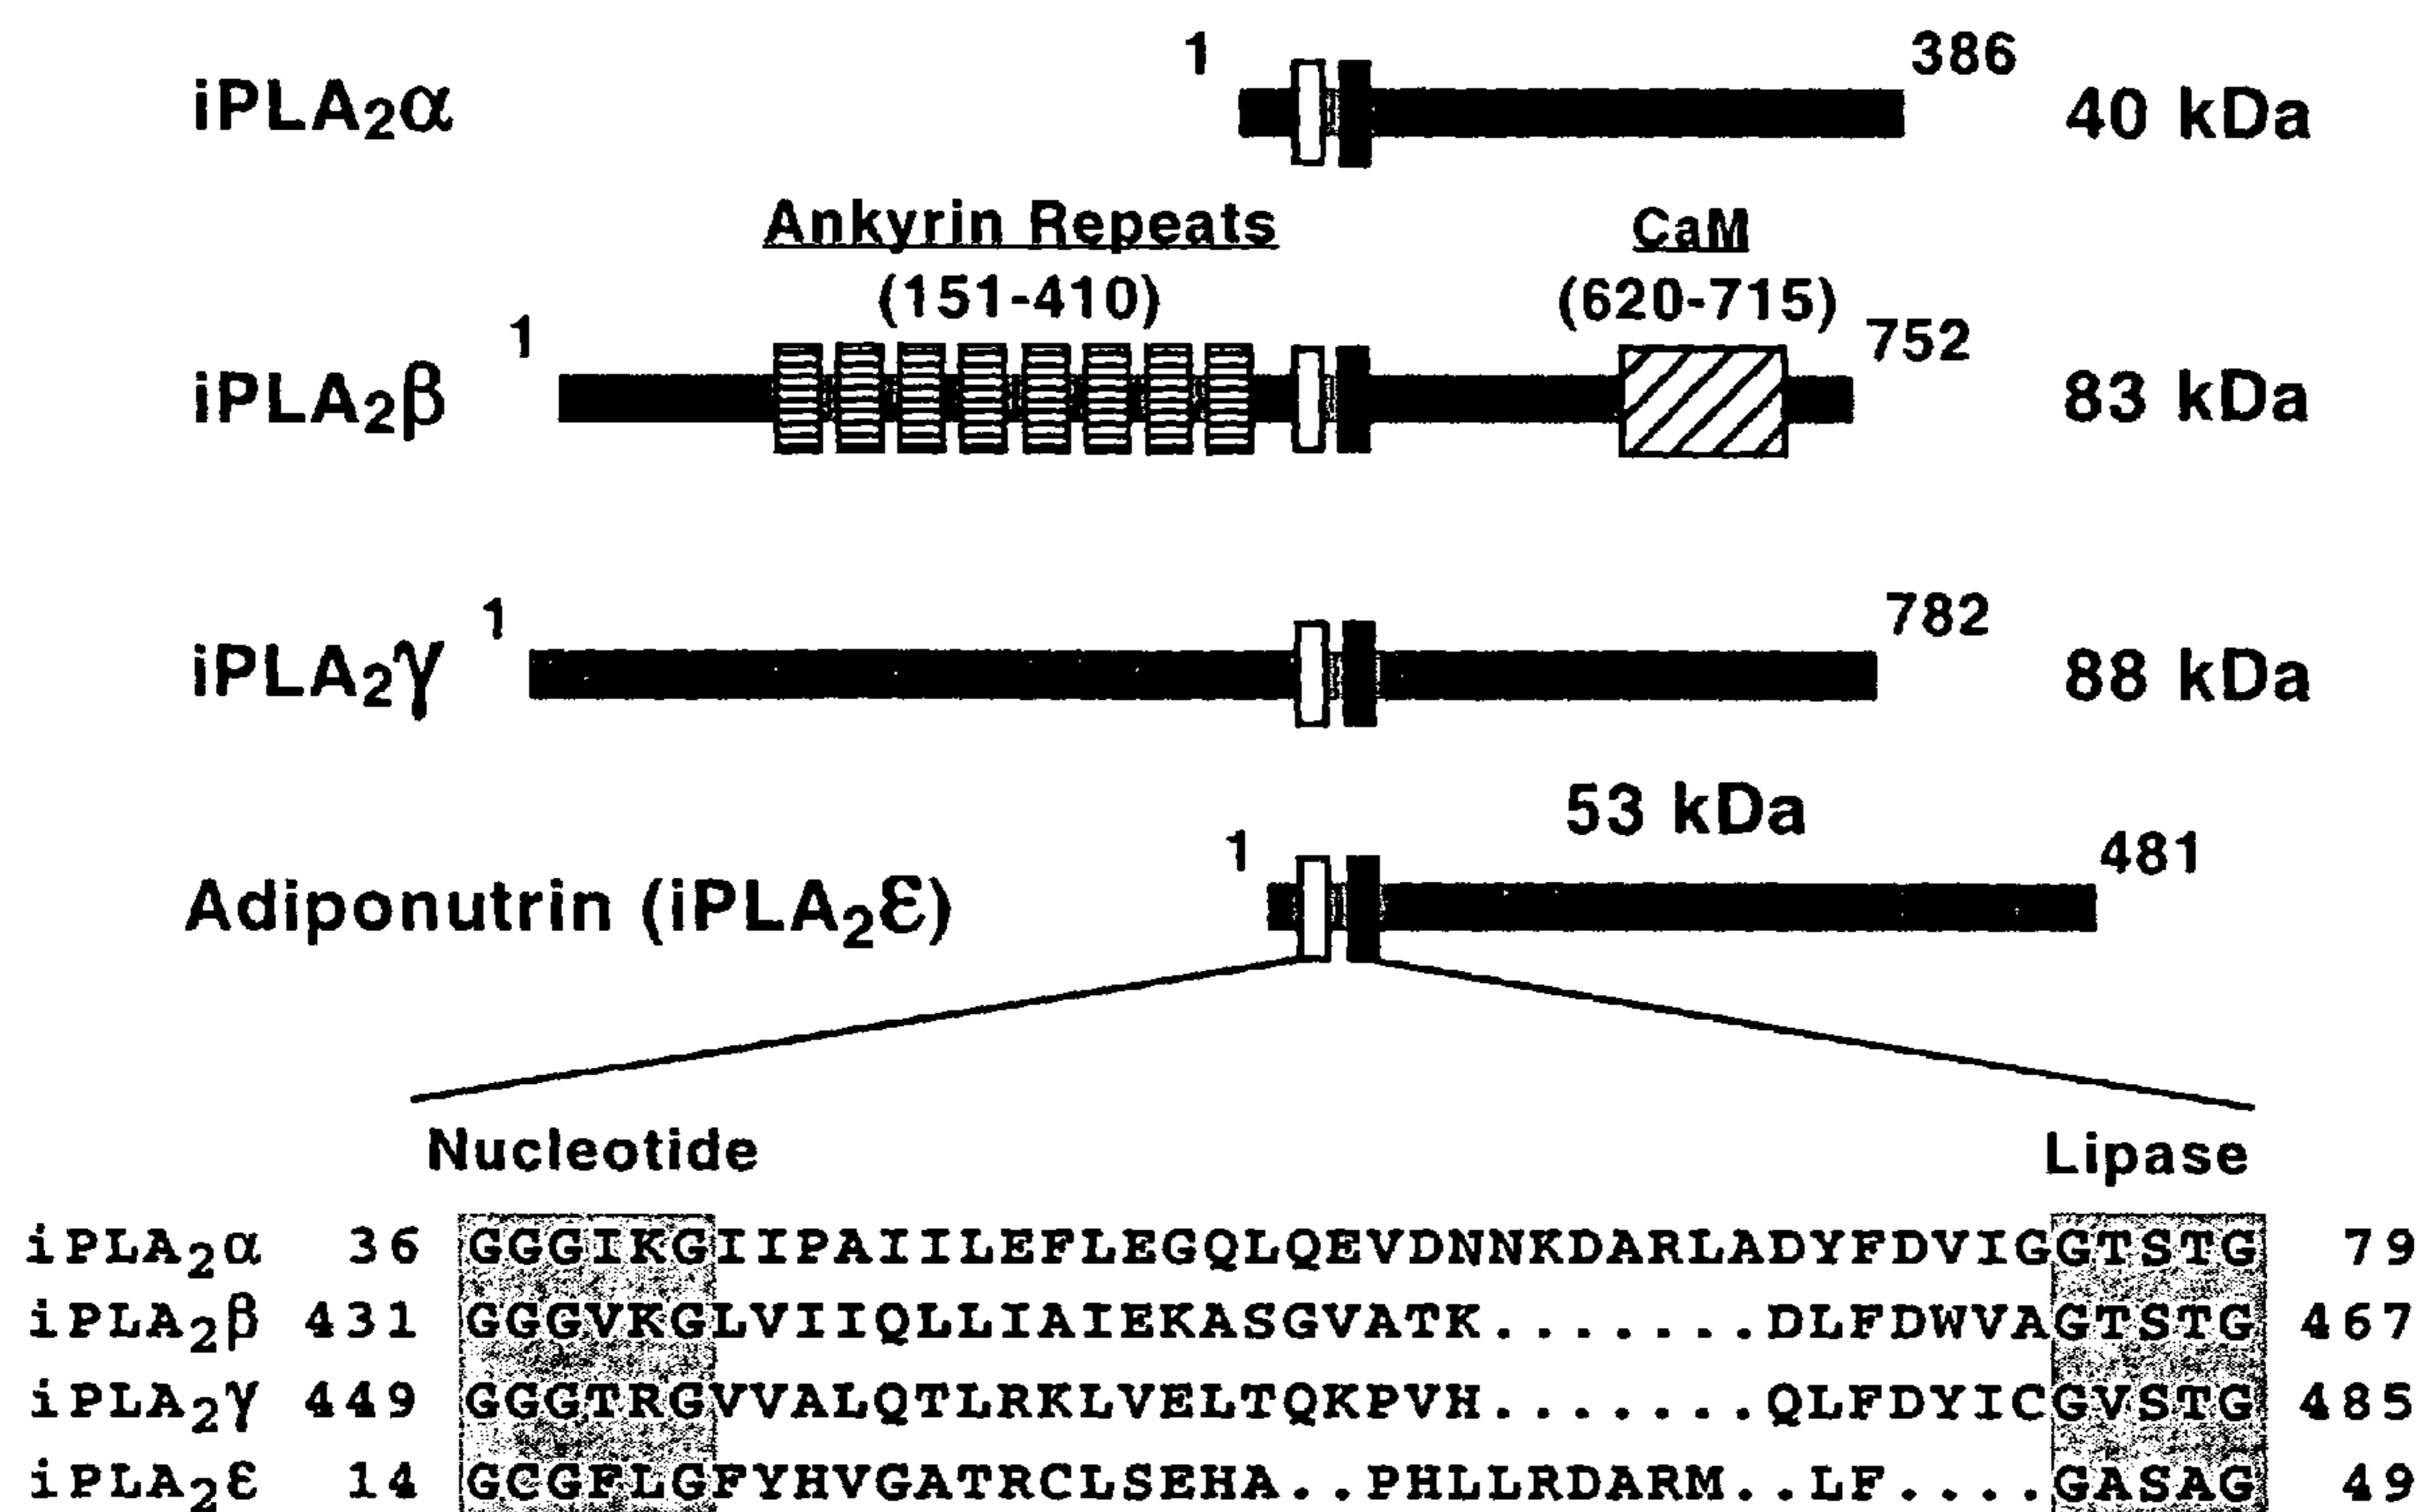 1 386
iPLA2α 40 kDa
Ankyrin Repeats CaM
(151-410) (620-715)
1 752
iPLA2β 83 kDa
1 782
iPLA2γ 88 kDa
53 kDa
1 481
Adiponutrin (iPLA2ε)
Nucleotide Lipase
iPLA2α 36 GGGIKGIIPAIILEFLEGQLQEVDNNKDARLADYFDVIGGTSTG 79
iPLA2β 431 GGGVKGLVIIQLLIAIEKASGVATK.......DLFDWVAGTSTG 467
iPLA2γ 449 GGGTRGVVALQTLRKLVELTQKPVH.......QLFDYICGVSTG 485
iPLA2ε 14 GCGFLGFYHVGATRCLSEHA..PHLLRDARM..LF....GASAG 49